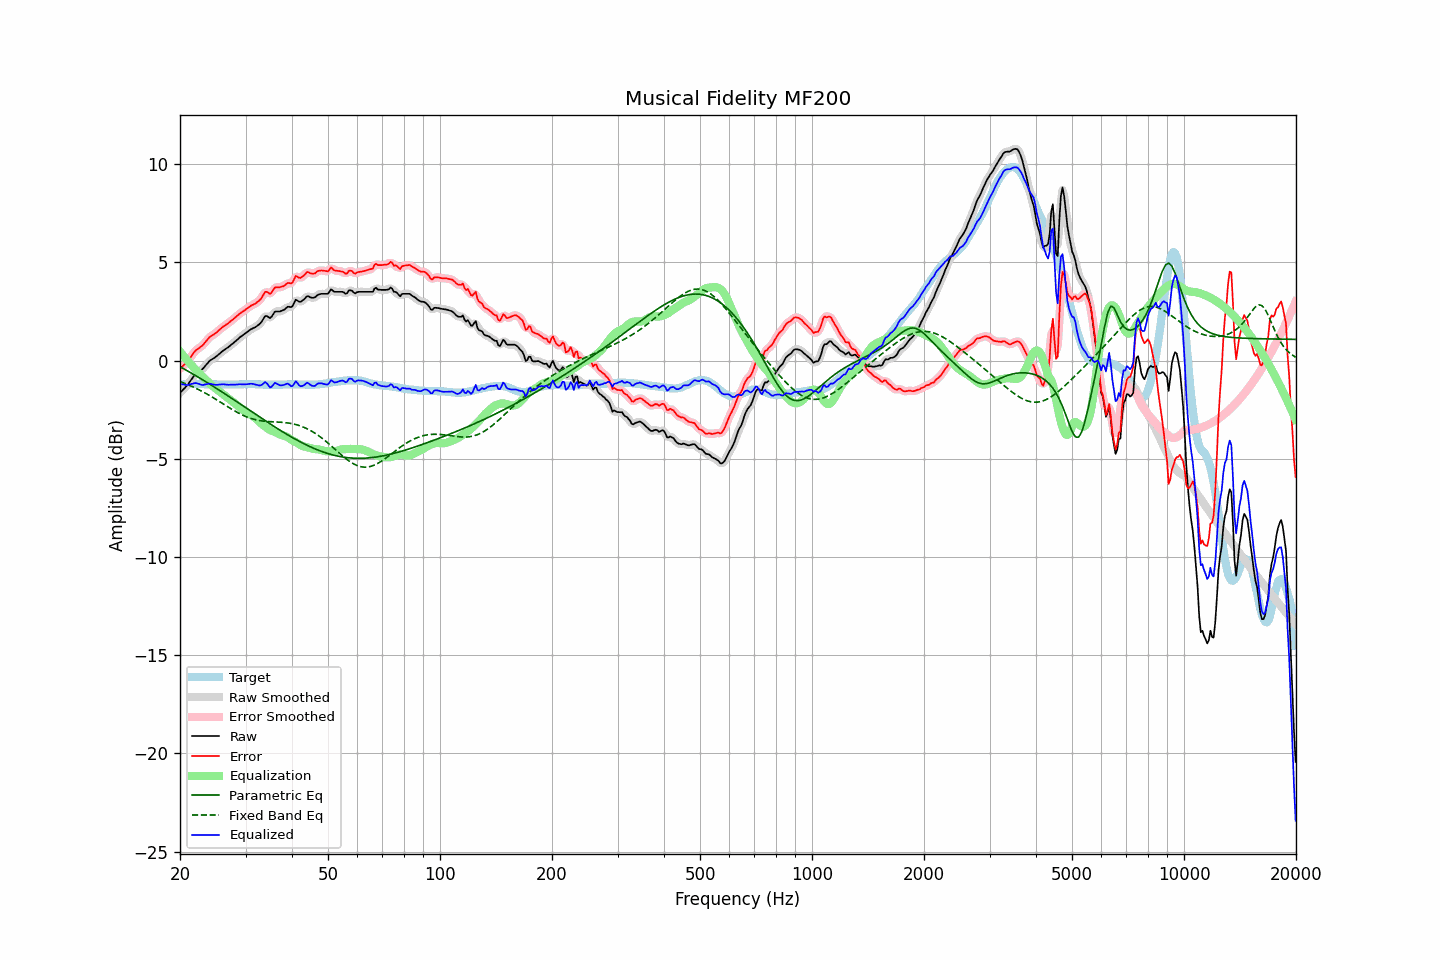 Musical Fidelity MF200
Amplitude (dBr)
10
5
0
−5
−10
−15
−20
−25
Target
Raw Smoothed
Error Smoothed
Raw
Error
Equalization
Parametric Eq
Fixed Band Eq
Equalized
20 50 100 200 500 1000 2000 5000 10000 20000
Frequency (Hz)